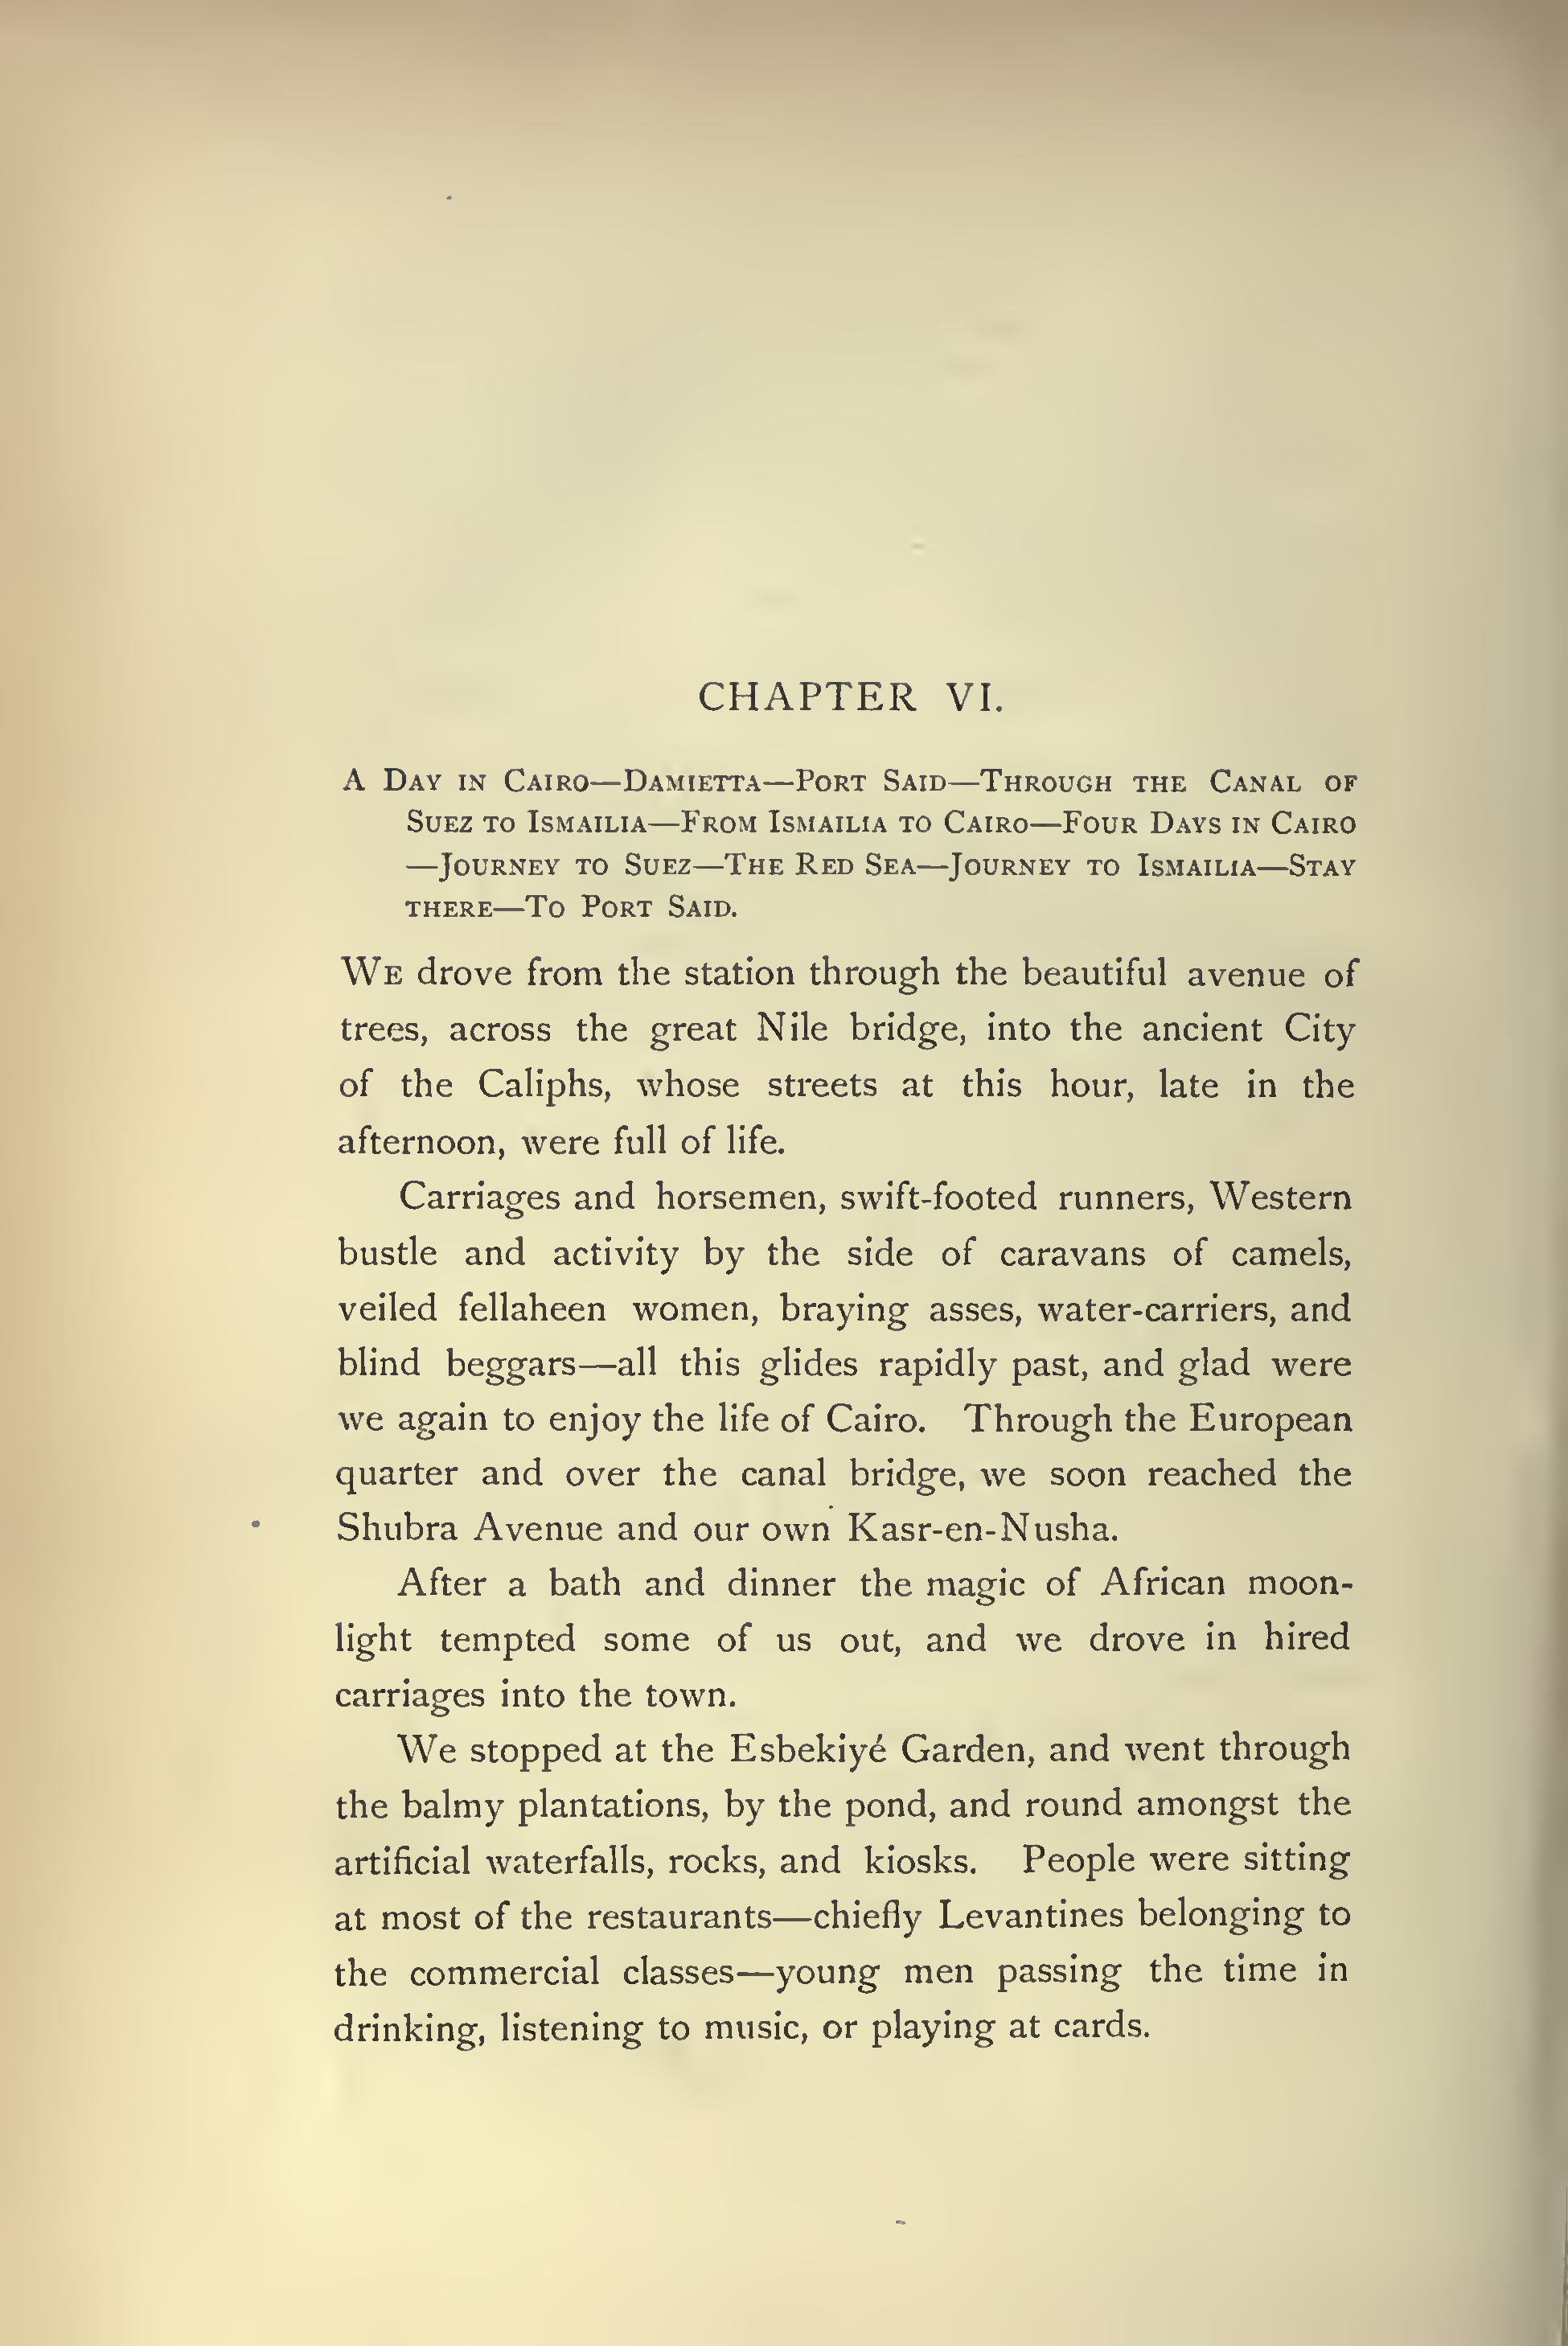 CHAPTER VI.
A DAY IN CAIRO—DAMIETTA—PORT SAID—THROUGH THE CANAL OF
SUEZ TO ISMAILIA—FROM ISMAILIA TO CAIRO—FOUR DAYS IN CAIRO
—JOURNEY TO SUEZ—THE RED SEA—JOURNEY TO ISMAILIA—STAY
THERE—TO PORT SAID.
WE drove from the station through the beautiful avenue of
trees, across the great Nile bridge, into the ancient City
of the Caliphs, whose streets at this hour, late in the
afternoon, were full of life.
Carriages and horsemen, swift-footed runners, Western
bustle and activity by the side of caravans of camels,
veiled fellaheen women, braying asses, water-carriers, and
blind beggars—all this glides rapidly past, and glad were
we again to enjoy the life of Cairo. Through the European
quarter and over the canal bridge, we soon reached the
Shubra Avenue and our own Kasr-en-Nusha.
After a bath and dinner the magic of African moon-
light tempted some of us out, and we drove in hired
carriages into the town.
We stopped at the Esbekiyé Garden, and went through
the balmy plantations, by the pond, and round amongst the
artificial waterfalls, rocks, and kiosks. People were sitting
at most of the restaurants—chiefly Levantines belonging to
the commercial classes—young men passing the time in
drinking, listening to music, or playing at cards.